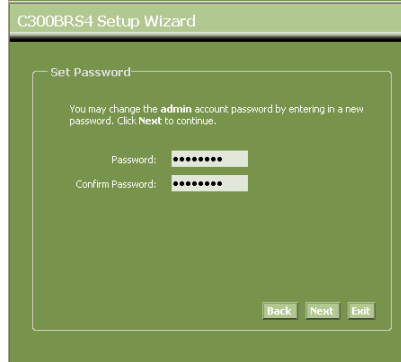 C300BRS4 Setup Wizard
Set Password
You may change the admin account password by entering in a new
password. Click Next to continue.
Password: ●●●●●●●●
Confirm Password: ●●●●●●●●
Back Next Exit